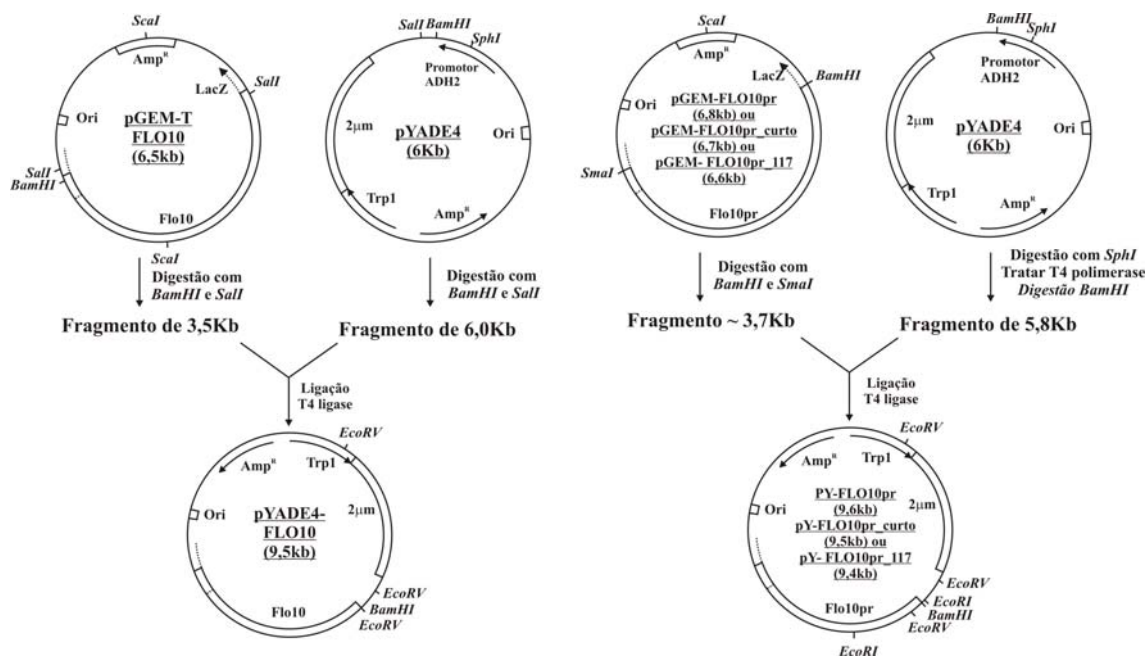 ScaI
Amp^R
LacZ
SalI
Ori
pGEM-T
FLO10
(6,5kb)
SalI
BamHI
Flo10
ScaI
SalI
BamHI
SphI
Promotor
ADH2
2μm
Ori
pYADE4
(6Kb)
Trp1
Amp^R
ScaI
Amp^R
LacZ
BamHI
Ori
pGEM-FLO10pr
(6,8kb) ou
pGEM-FLO10pr_curto
(6,7kb) ou
pGEM- FLO10pr_117
(6,6kb)
SmaI
Flo10pr
BamHI
SphI
Promotor
ADH2
2μm
Ori
pYADE4
(6Kb)
Trp1
Amp^R
Digestão com
BamHI e SalI
Digestão com
BamHI e SalI
Digestão com
BamHI e SmaI
Digestão com SphI
Tratar T4 polimerase
Digestão BamHI
Fragmento de 3,5Kb
Fragmento de 6,0Kb
Fragmento ~ 3,7Kb
Fragmento de 5,8Kb
Ligação
T4 ligase
Ligação
T4 ligase
EcoRV
Amp^R
Trp1
Ori
pYADE4-
FLO10
(9,5kb)
2μm
Flo10
EcoRV
BamHI
EcoRV
EcoRV
Amp^R
Trp1
Ori
PY-FLO10pr
(9,6kb)
pY-FLO10pr_curto
(9,5kb) ou
pY- FLO10pr_117
(9,4kb)
2μm
Flo10pr
EcoRV
EcoRI
BamHI
EcoRV
EcoRI